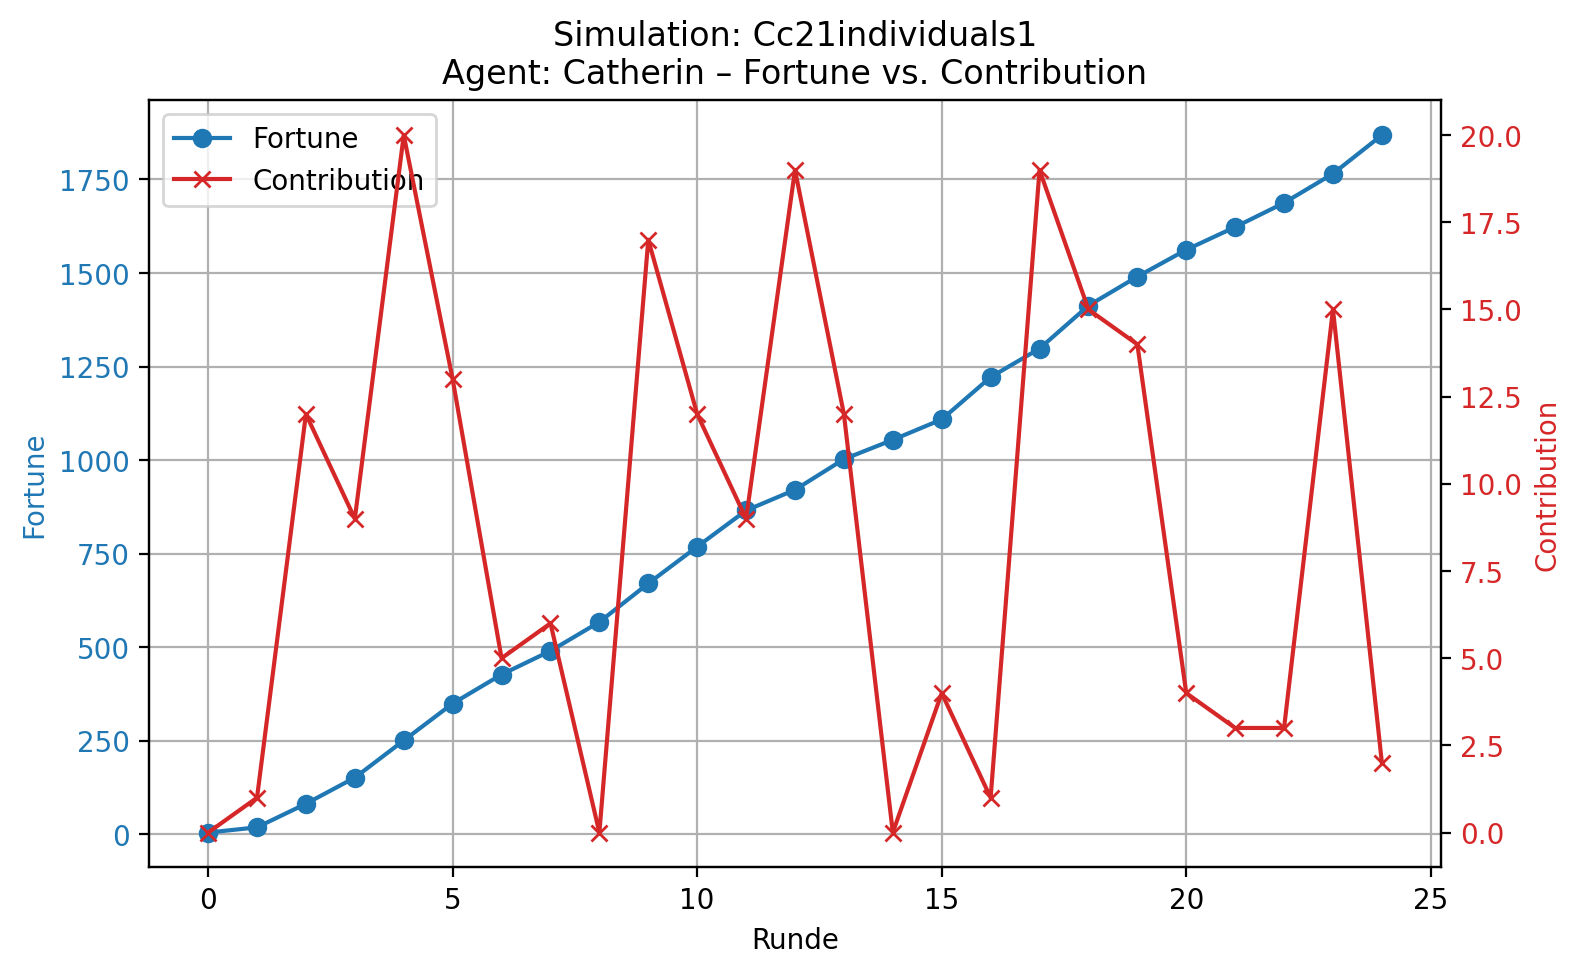 Simulation: Cc21individuals1
Agent: Catherin – Fortune vs. Contribution
Fortune
Contribution
1750
1500
1250
1000
750
500
250
0
Fortune
20.0
17.5
15.0
12.5
10.0
7.5
5.0
2.5
0.0
Contribution
0 5 10 15 20 25
Runde